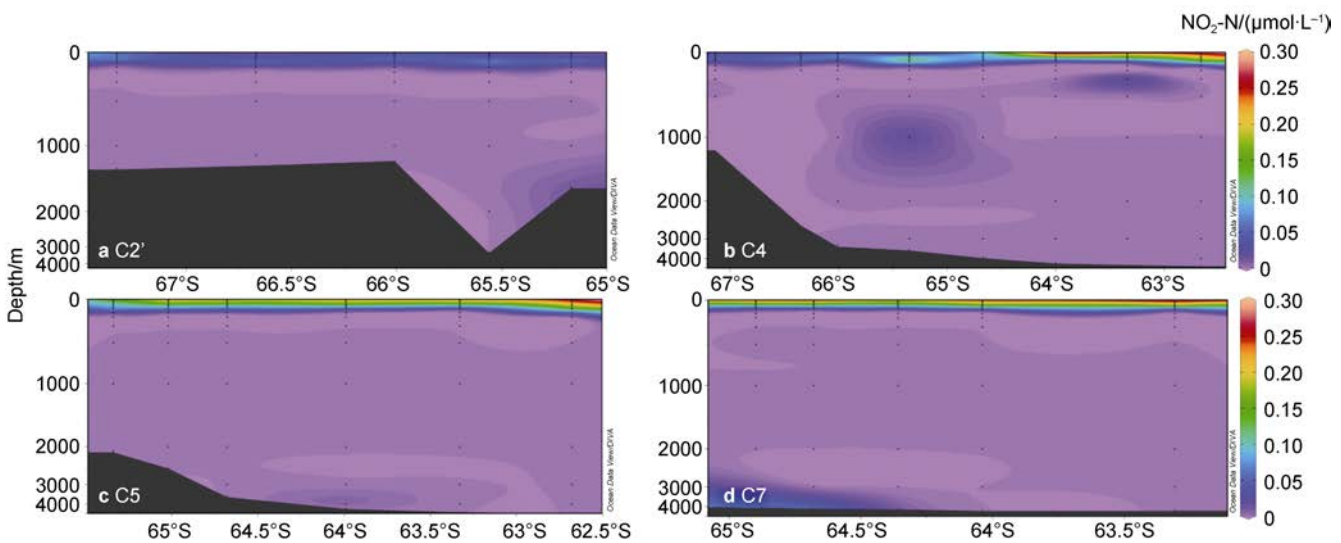 NO₂-N/(μmol·L⁻¹)
0
1000
2000
3000
4000
a C2’
Ocean Data View/DIVA
67°S
66.5°S
66°S
65.5°S
65°S
0
1000
2000
3000
4000
b C4
Ocean Data View/DIVA
67°S
66°S
65°S
64°S
63°S
0.30
0.25
0.20
0.15
0.10
0.05
0
Depth/m
0
1000
2000
3000
4000
c C5
Ocean Data View/DIVA
65°S
64.5°S
64°S
63.5°S
63°S
62.5°S
0
1000
2000
3000
4000
d C7
Ocean Data View/DIVA
65°S
64.5°S
64°S
63.5°S
0.30
0.25
0.20
0.15
0.10
0.05
0